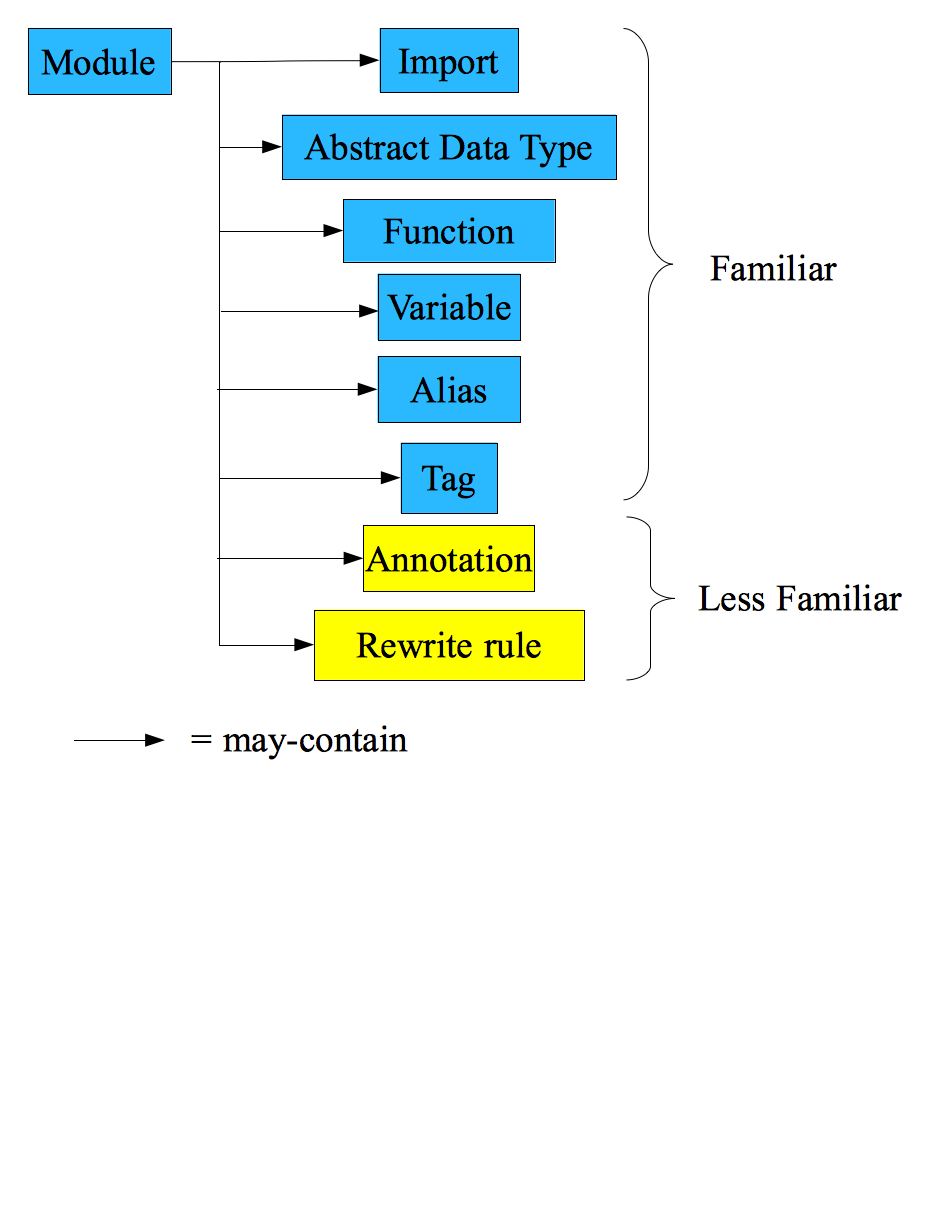 Module
Import
Abstract Data Type
Function
Variable
Alias
Tag
Annotation
Rewrite rule
Familiar
Less Familiar
= may-contain